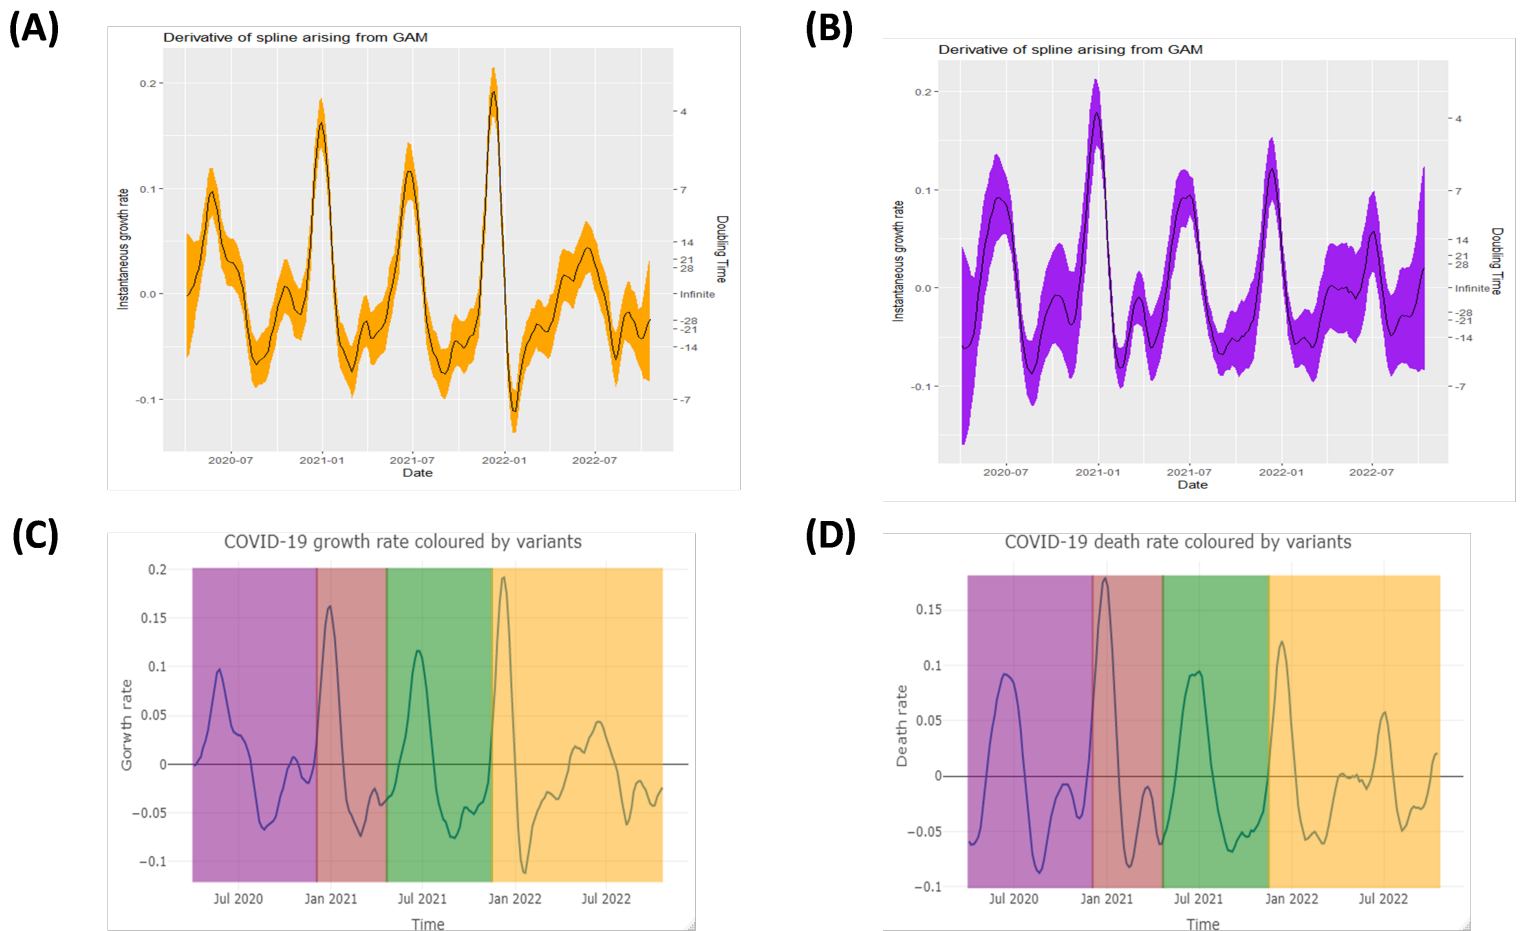 (A)
Derivative of spline arising from GAM
Instantaneous growth rate
0.2
0.1
0.0
-0.1
4
7
14
21
28
Infinite
-28
-21
-14
-7
Doubling Time
2020-07
2021-01
2021-07
2022-01
2022-07
Date
(B)
Derivative of spline arising from GAM
Instantaneous growth rate
0.2
0.1
0.0
-0.1
4
7
14
21
28
Infinite
-28
-21
-14
-7
Doubling Time
2020-07
2021-01
2021-07
2022-01
2022-07
Date
(C)
COVID-19 growth rate coloured by variants
Gorwth rate
0.2
0.15
0.1
0.05
0
−0.05
−0.1
Jul 2020
Jan 2021
Jul 2021
Jan 2022
Jul 2022
Time
(D)
COVID-19 death rate coloured by variants
Death rate
0.15
0.1
0.05
0
−0.05
−0.1
Jul 2020
Jan 2021
Jul 2021
Jan 2022
Jul 2022
Time